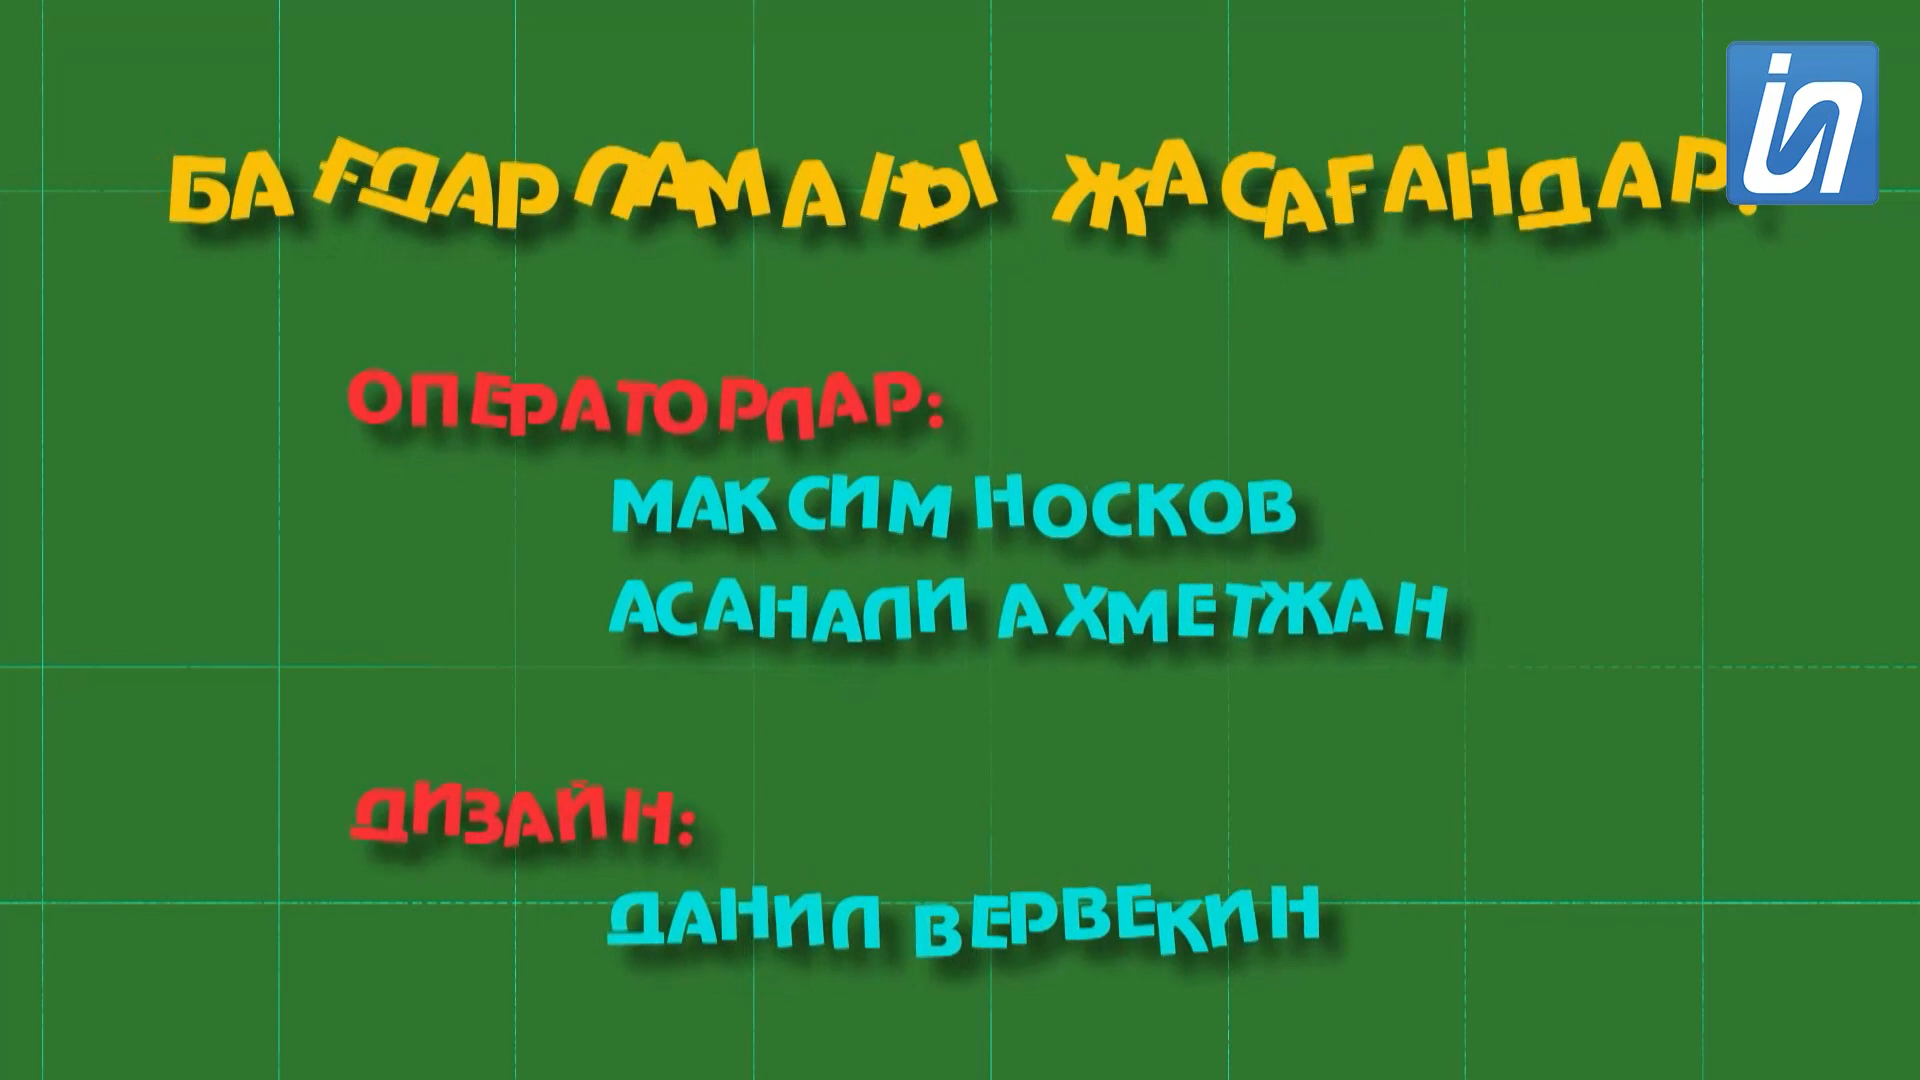 БАҒДАРЛАМАНЫ ЖАСАҒАНДАР:
ОПЕРАТОРЛАР:
МАКСИМ НОСКОВ
АСАНАЛИ АХМЕТЖАН
ДИЗАЙН:
ДАНИЛ ВЕРВЕКИН